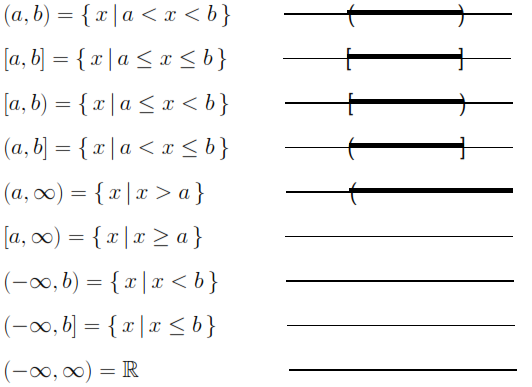 (a, b) = { x | a < x < b }
[a, b] = { x | a ≤ x ≤ b }
[a, b) = { x | a ≤ x < b }
(a, b] = { x | a < x ≤ b }
(a, ∞) = { x | x > a }
[a, ∞) = { x | x ≥ a }
(−∞, b) = { x | x < b }
(−∞, b] = { x | x ≤ b }
(−∞, ∞) = ℝ